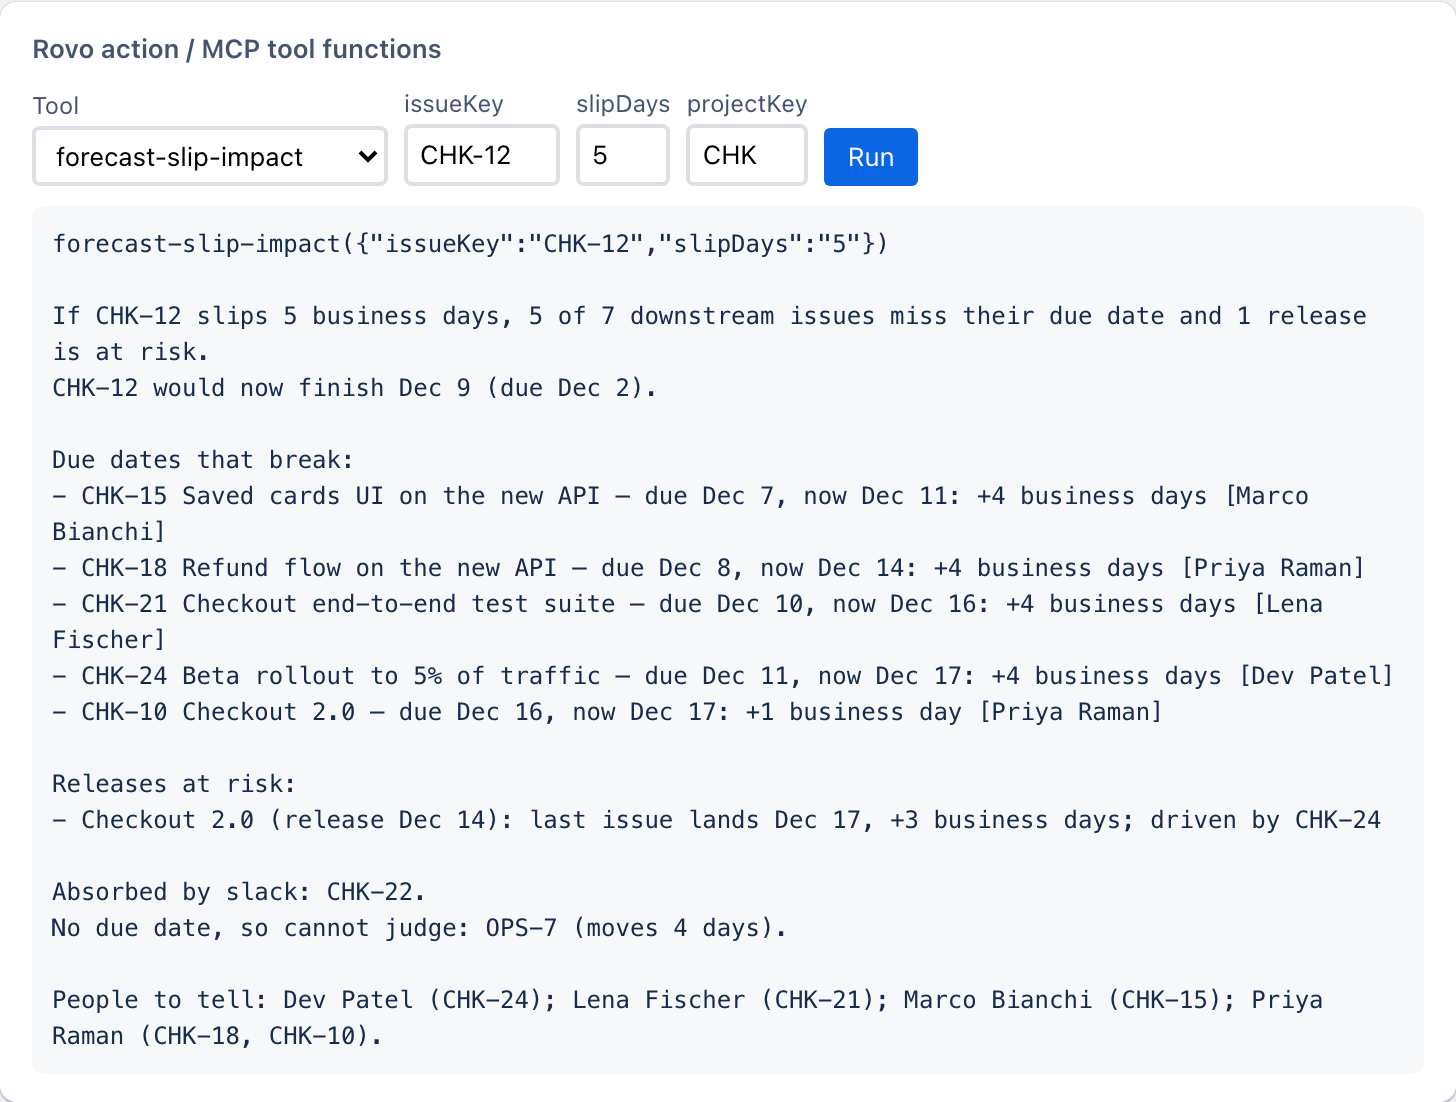 Rovo action / MCP tool functions
Tool
issueKey
slipDays
projectKey
forecast-slip-impact
CHK-12
5
CHK
Run
forecast-slip-impact({"issueKey":"CHK-12","slipDays":"5"})
If CHK-12 slips 5 business days, 5 of 7 downstream issues miss their due date and 1 release
is at risk.
CHK-12 would now finish Dec 9 (due Dec 2).
Due dates that break:
- CHK-15 Saved cards UI on the new API — due Dec 7, now Dec 11: +4 business days [Marco
Bianchi]
- CHK-18 Refund flow on the new API — due Dec 8, now Dec 14: +4 business days [Priya Raman]
- CHK-21 Checkout end-to-end test suite — due Dec 10, now Dec 16: +4 business days [Lena
Fischer]
- CHK-24 Beta rollout to 5% of traffic — due Dec 11, now Dec 17: +4 business days [Dev Patel]
- CHK-10 Checkout 2.0 — due Dec 16, now Dec 17: +1 business day [Priya Raman]
Releases at risk:
- Checkout 2.0 (release Dec 14): last issue lands Dec 17, +3 business days; driven by CHK-24
Absorbed by slack: CHK-22.
No due date, so cannot judge: OPS-7 (moves 4 days).
People to tell: Dev Patel (CHK-24); Lena Fischer (CHK-21); Marco Bianchi (CHK-15); Priya
Raman (CHK-18, CHK-10).